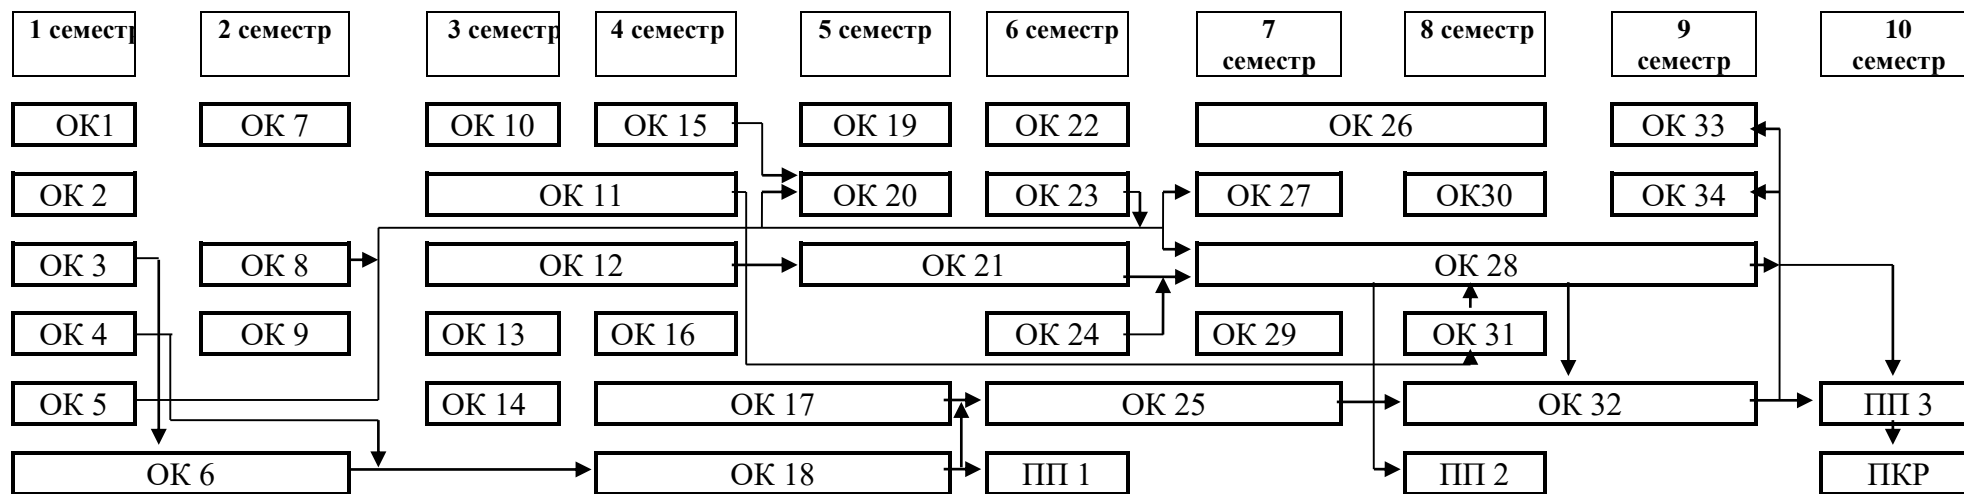 1 семестр 2 семестр 3 семестр 4 семестр 5 семестр 6 семестр 7 семестр 8 семестр 9 семестр 10 семестр
ОК1 ОК 7 ОК 10 ОК 15 ОК 19 ОК 22 ОК 26 ОК 33
ОК 2 ОК 11 ОК 20 ОК 23 ОК 27 ОК30 ОК 34
ОК 3 ОК 8 ОК 12 ОК 21 ОК 28
ОК 4 ОК 9 ОК 13 ОК 16 ОК 24 ОК 29 ОК 31
ОК 5 ОК 14 ОК 17 ОК 25 ОК 32 ПП 3
ОК 6 ОК 18 ПП 1 ПП 2 ПКР